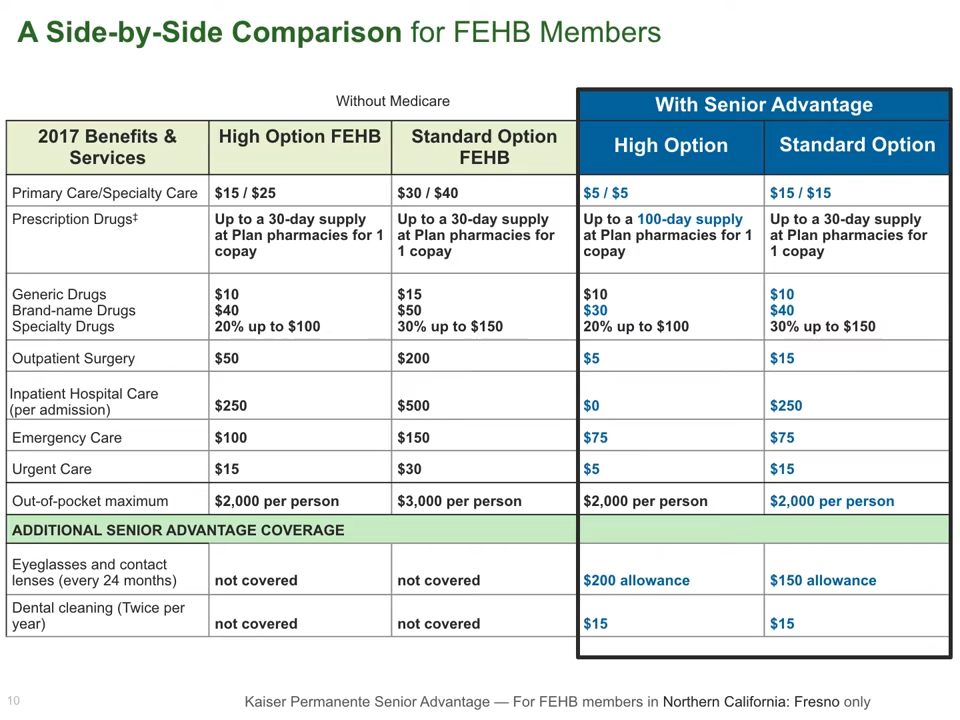 A Side-by-Side Comparison for FEHB Members
Without Medicare
With Senior Advantage
2017 Benefits &
Services
High Option FEHB
Standard Option
FEHB
High Option
Standard Option
Primary Care/Specialty Care
$15 / $25
$30 / $40
$5 / $5
$15 / $15
Prescription Drugs‡
Up to a 30-day supply
at Plan pharmacies for 1
copay
Up to a 30-day supply
at Plan pharmacies for
1 copay
Up to a 100-day supply
at Plan pharmacies for 1
copay
Up to a 30-day supply
at Plan pharmacies for
1 copay
Generic Drugs
Brand-name Drugs
Specialty Drugs
$10
$40
20% up to $100
$15
$50
30% up to $150
$10
$30
20% up to $100
$10
$40
30% up to $150
Outpatient Surgery
$50
$200
$5
$15
Inpatient Hospital Care
(per admission)
$250
$500
$0
$250
Emergency Care
$100
$150
$75
$75
Urgent Care
$15
$30
$5
$15
Out-of-pocket maximum
$2,000 per person
$3,000 per person
$2,000 per person
$2,000 per person
ADDITIONAL SENIOR ADVANTAGE COVERAGE
Eyeglasses and contact
lenses (every 24 months)
not covered
not covered
$200 allowance
$150 allowance
Dental cleaning (Twice per
year)
not covered
not covered
$15
$15
10
Kaiser Permanente Senior Advantage — For FEHB members in Northern California: Fresno only